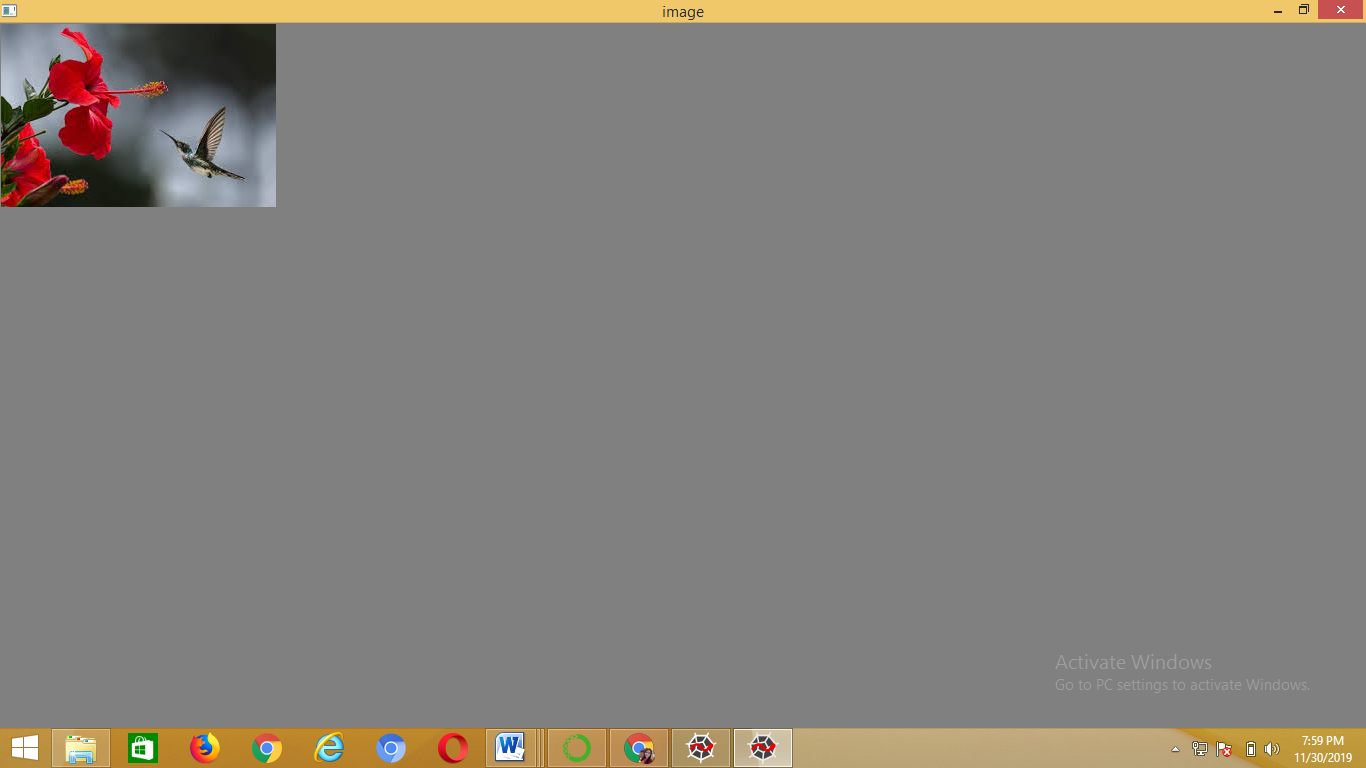 image
Activate Windows
Go to PC settings to activate Windows.
7:59 PM
11/30/2019